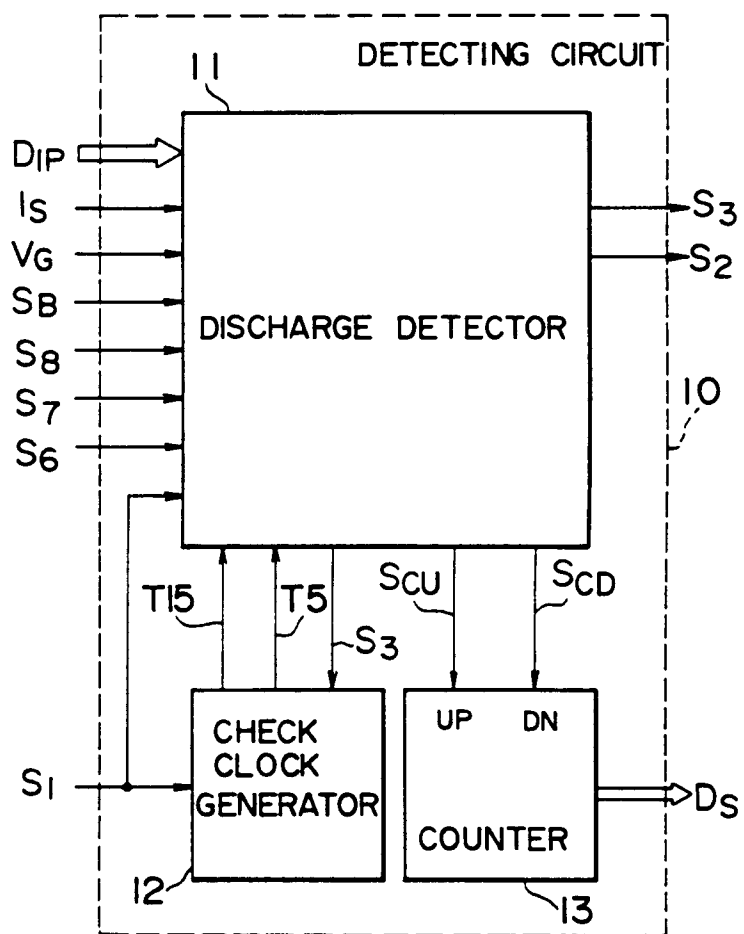 DETECTING CIRCUIT
11
DIP
IS
VG
SB
S8
S7
S6
S3
S2
DISCHARGE DETECTOR
10
T15
T5
S3
SCU
SCD
UP
DN
CHECK
CLOCK
GENERATOR
S1
COUNTER
DS
12
13